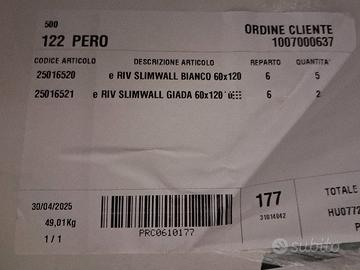 500
122 PERO
ORDINE CLIENTE
1007000637
CODICE ARTICOLO DESCRIZIONE ARTICOLO REPARTO QUANTITA'
25016520 e RIV SLIMWALL BIANCO 60x120 6 5
25016521 e RIV SLIMWALL GIADA 60x120 6 2
30/04/2025
49,01Kg
1 / 1
PRC0610177
177
31014042
TOTALE
HU0772
P
subito